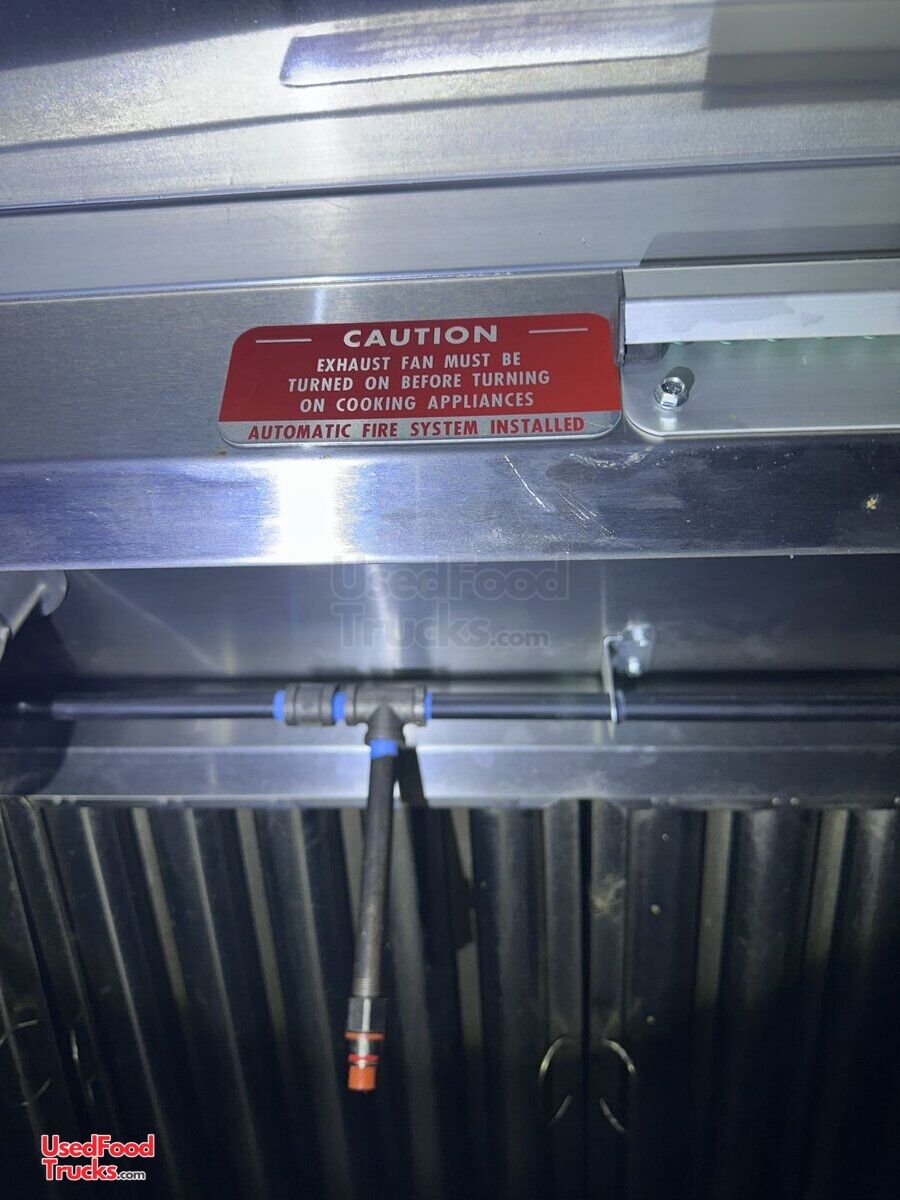 CAUTION
EXHAUST FAN MUST BE
TURNED ON BEFORE TURNING
ON COOKING APPLIANCES
AUTOMATIC FIRE SYSTEM INSTALLED
UsedFood
Trucks.com
UsedFood
Trucks.com